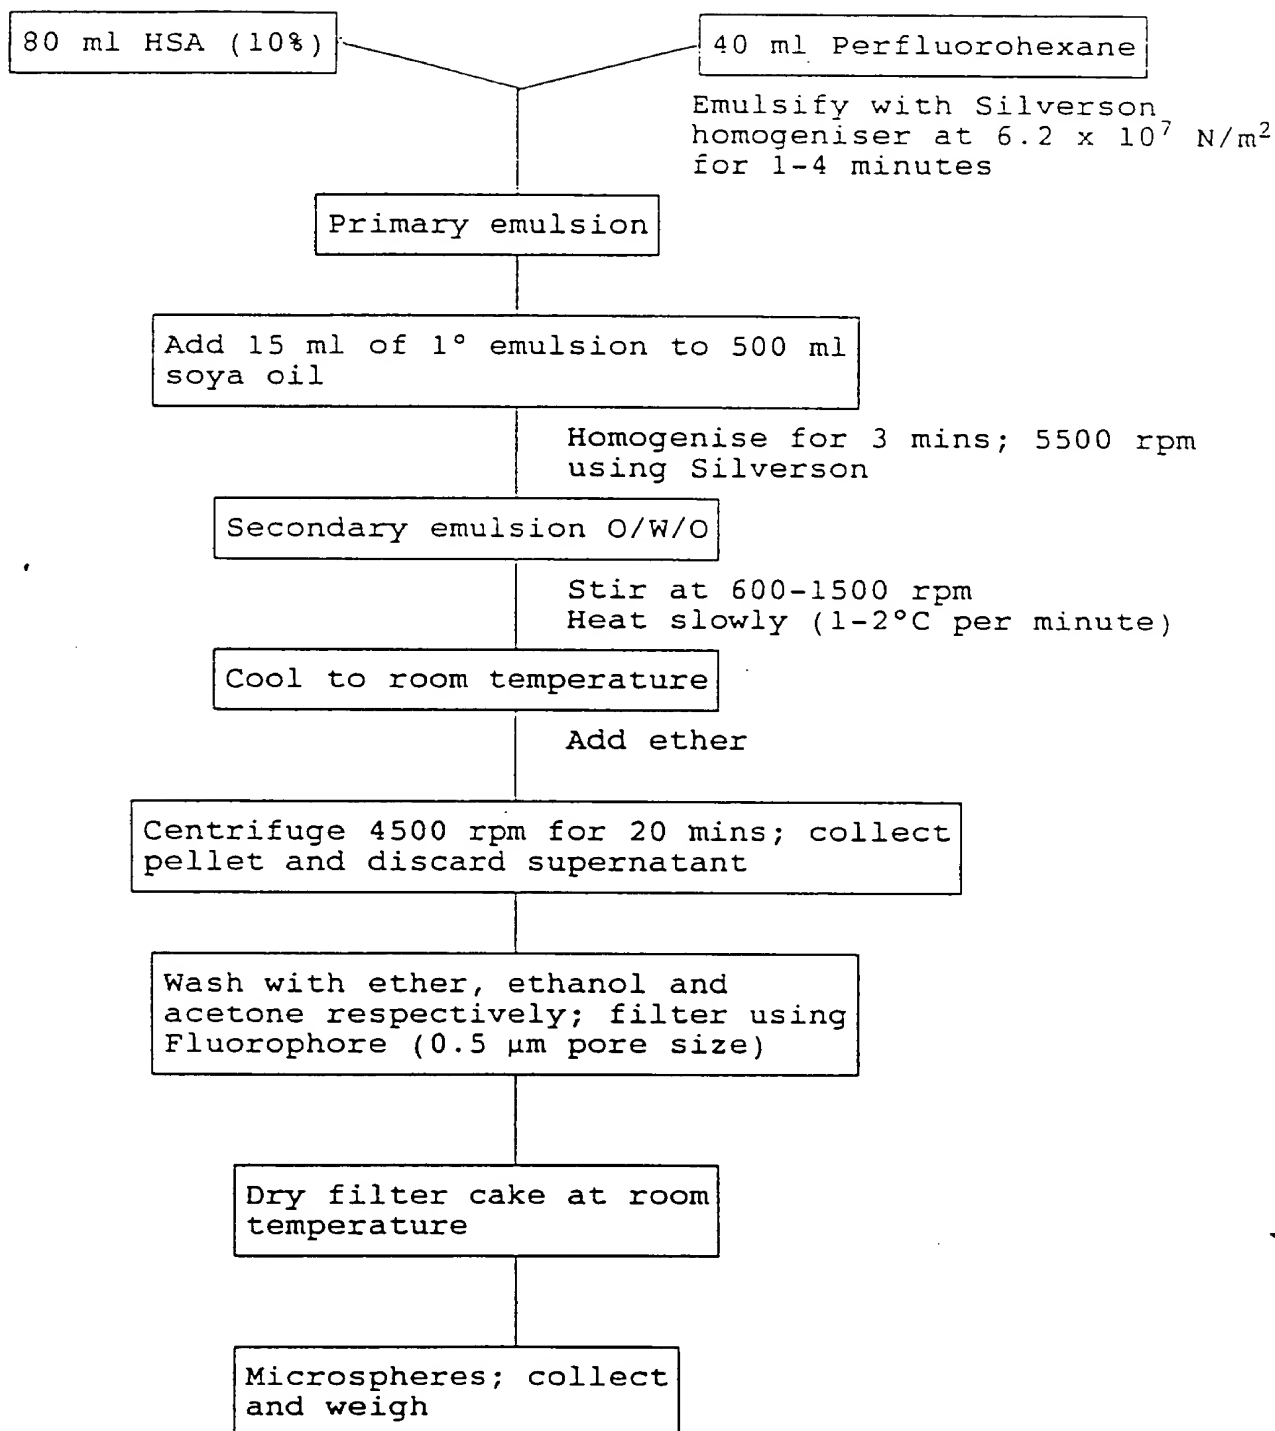 80 ml HSA (10%)
40 ml Perfluorohexane
Emulsify with Silverson
homogeniser at 6.2 x 10⁷ N/m²
for 1-4 minutes
Primary emulsion
Add 15 ml of 1° emulsion to 500 ml
soya oil
Homogenise for 3 mins; 5500 rpm
using Silverson
Secondary emulsion O/W/O
Stir at 600-1500 rpm
Heat slowly (1-2°C per minute)
Cool to room temperature
Add ether
Centrifuge 4500 rpm for 20 mins; collect
pellet and discard supernatant
Wash with ether, ethanol and
acetone respectively; filter using
Fluorophore (0.5 µm pore size)
Dry filter cake at room
temperature
Microspheres; collect
and weigh